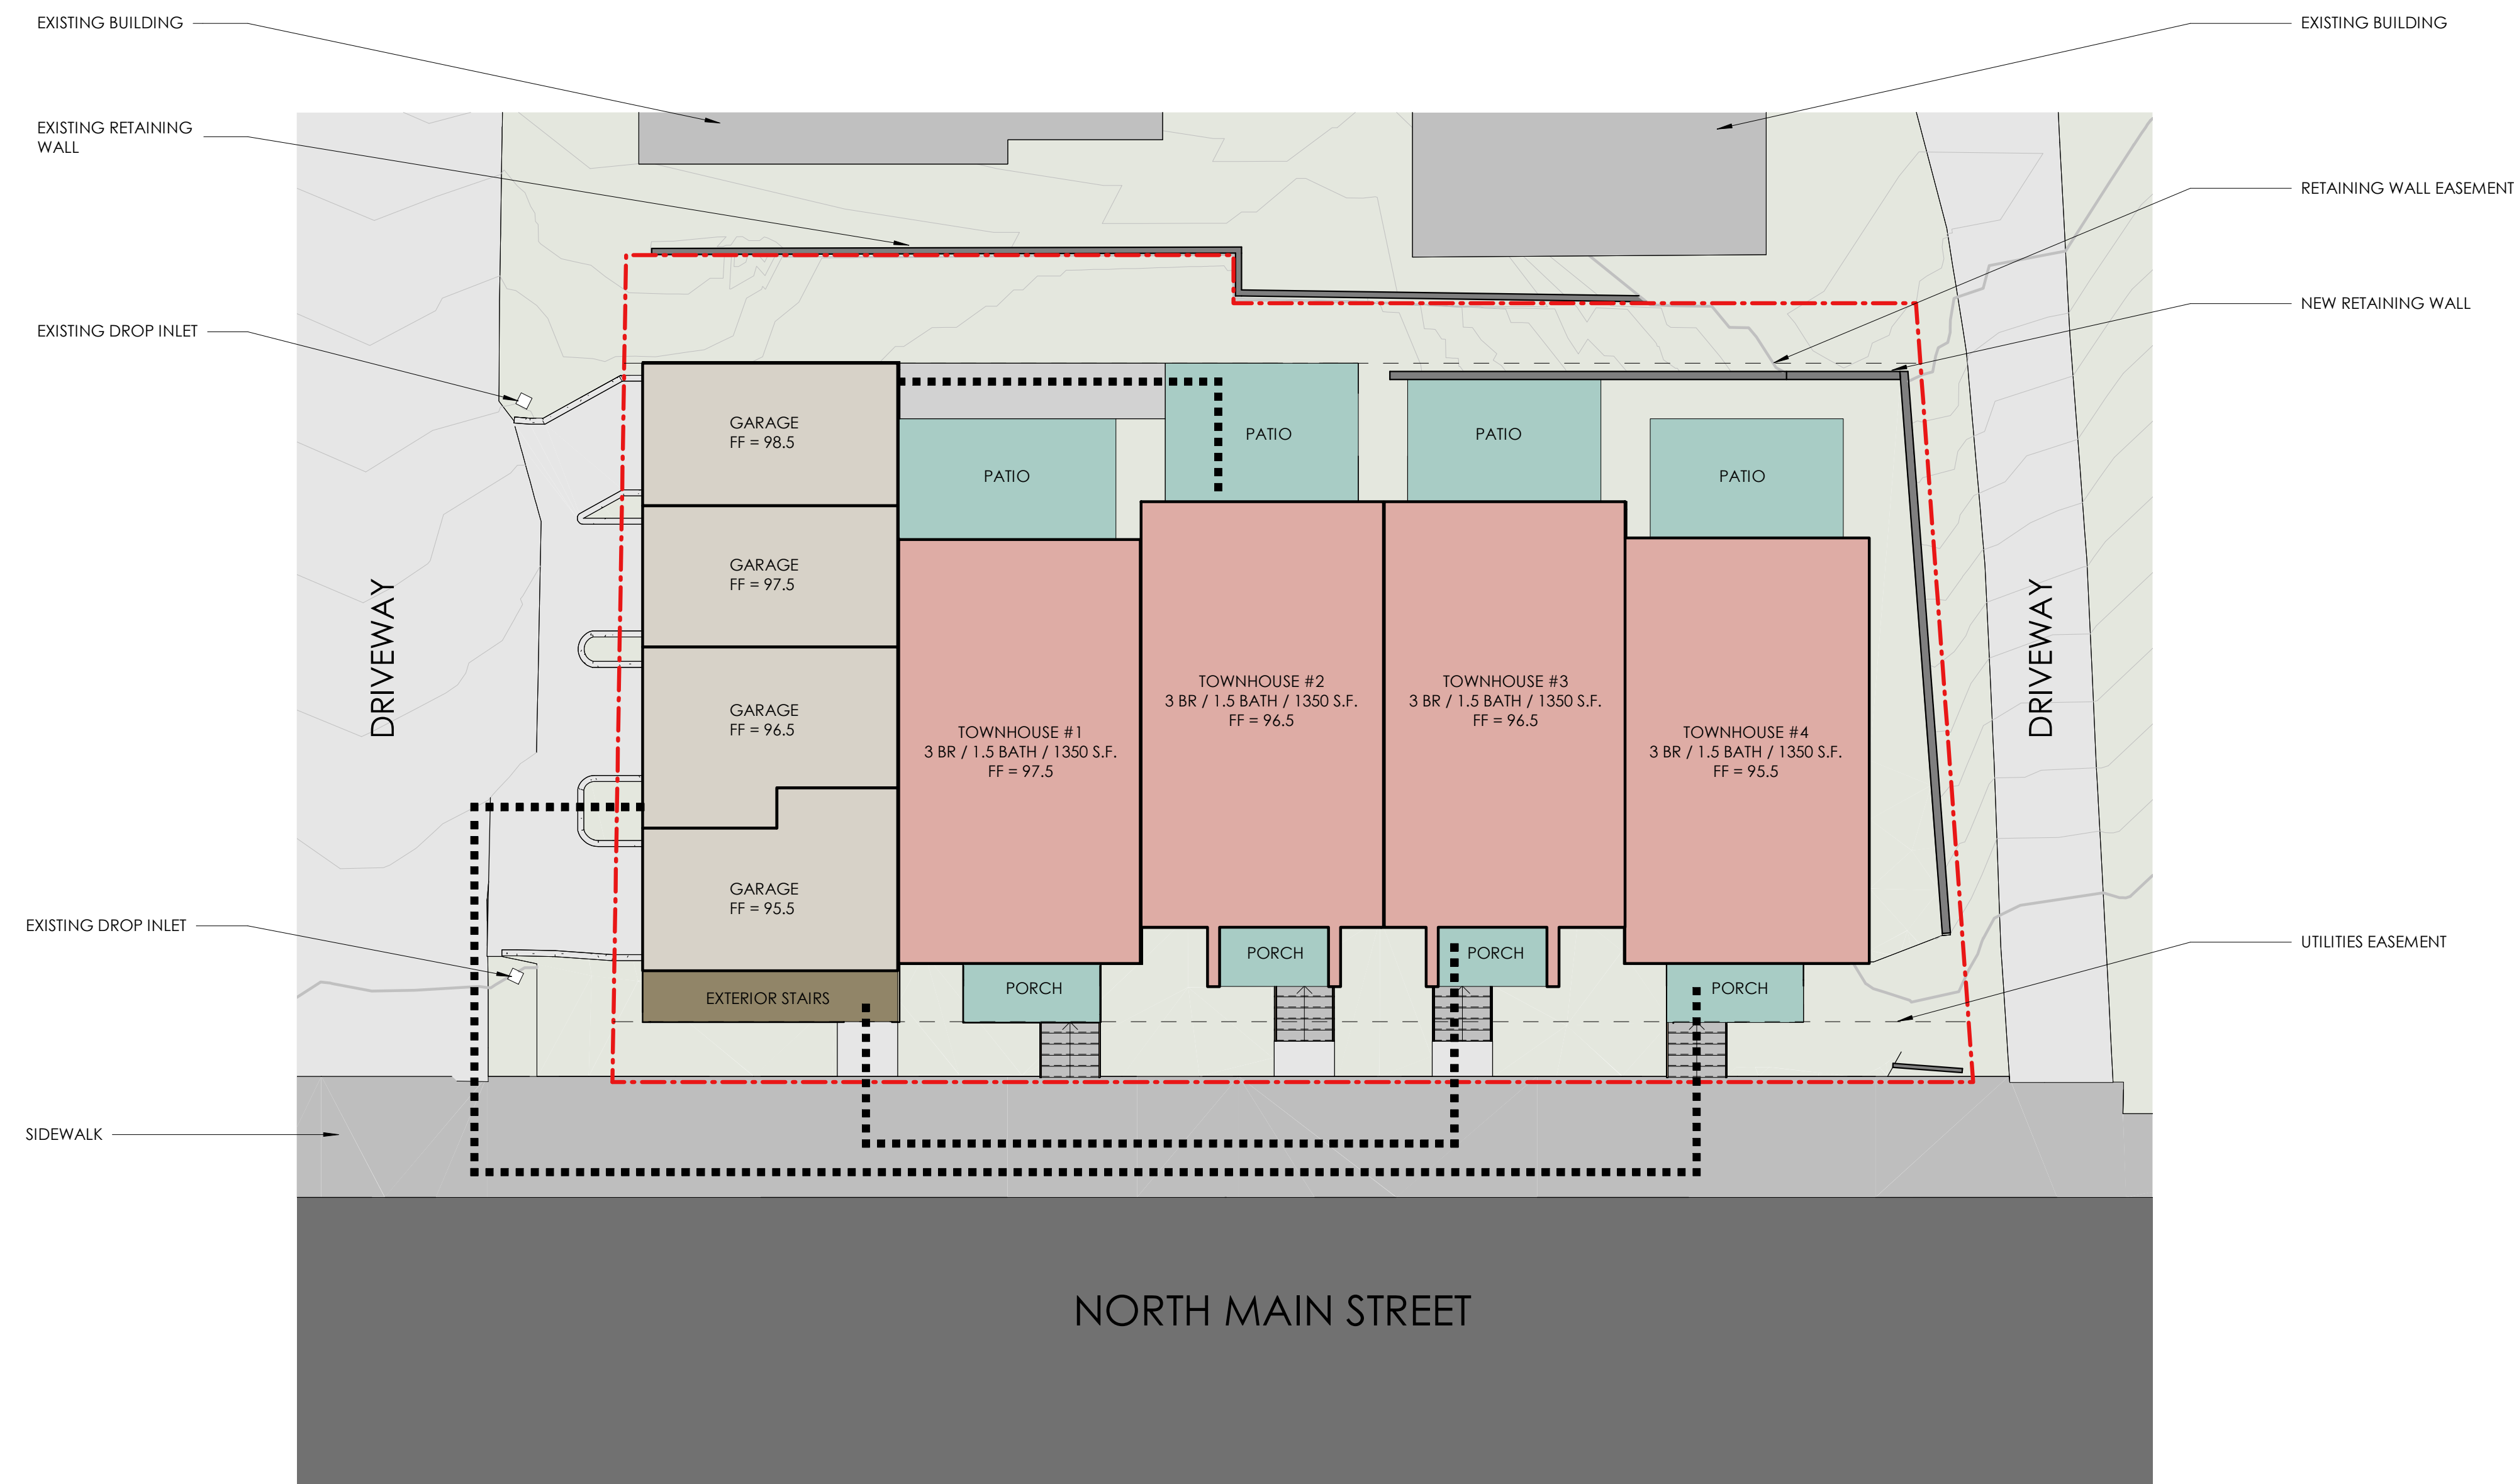 EXISTING BUILDING
EXISTING BUILDING
EXISTING RETAINING
WALL
RETAINING WALL EASEMENT
NEW RETAINING WALL
EXISTING DROP INLET
GARAGE
FF = 98.5
PATIO
PATIO
PATIO
PATIO
GARAGE
FF = 97.5
DRIVEWAY
DRIVEWAY
GARAGE
FF = 96.5
TOWNHOUSE #1
3 BR / 1.5 BATH / 1350 S.F.
FF = 97.5
TOWNHOUSE #2
3 BR / 1.5 BATH / 1350 S.F.
FF = 96.5
TOWNHOUSE #3
3 BR / 1.5 BATH / 1350 S.F.
FF = 96.5
TOWNHOUSE #4
3 BR / 1.5 BATH / 1350 S.F.
FF = 95.5
GARAGE
FF = 95.5
EXISTING DROP INLET
UTILITIES EASEMENT
PORCH
PORCH
PORCH
PORCH
EXTERIOR STAIRS
SIDEWALK
NORTH MAIN STREET